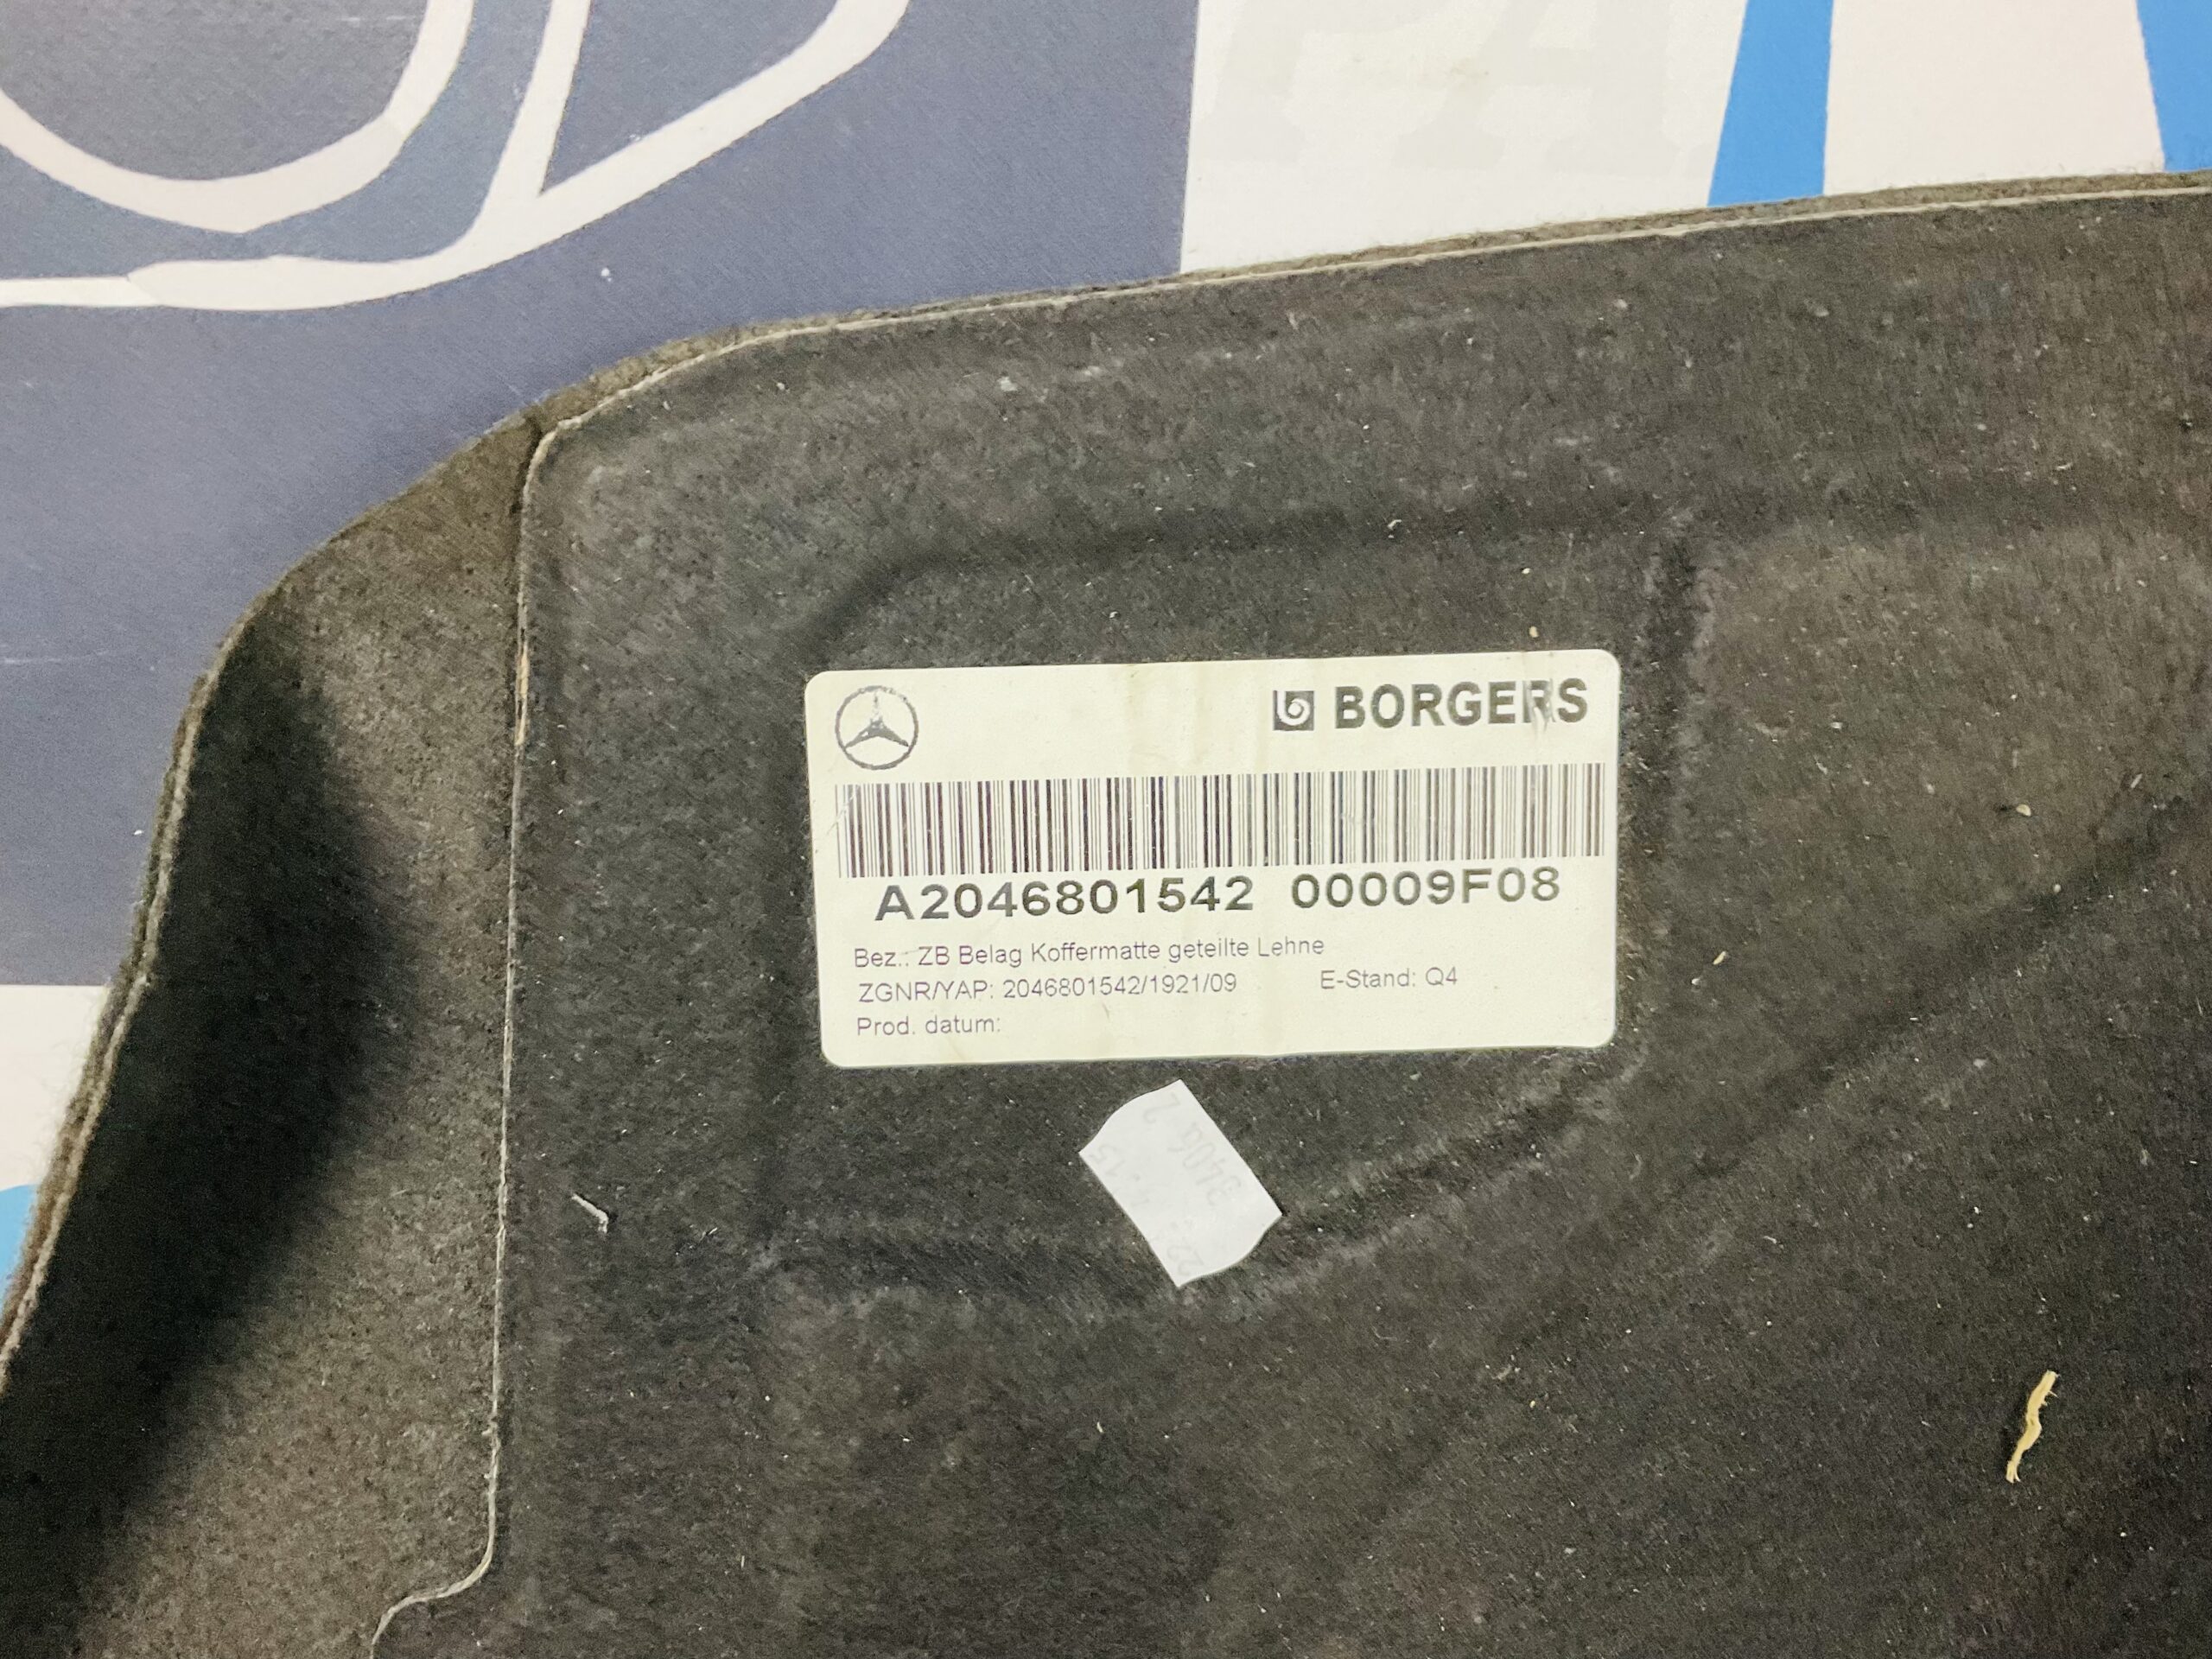 BORGERS
A2046801542 00009F08
Bez.: ZB Belag Koffermatte geteilte Lehne
ZGNR/YAP: 2046801542/1921/09 E-Stand: Q4
Prod. datum: